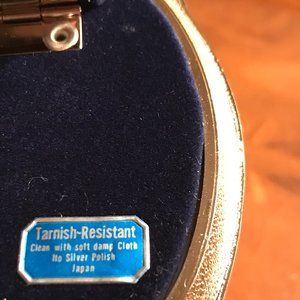 Tarnish-Resistant
Clean with soft damp Cloth
No Silver Polish
Japan